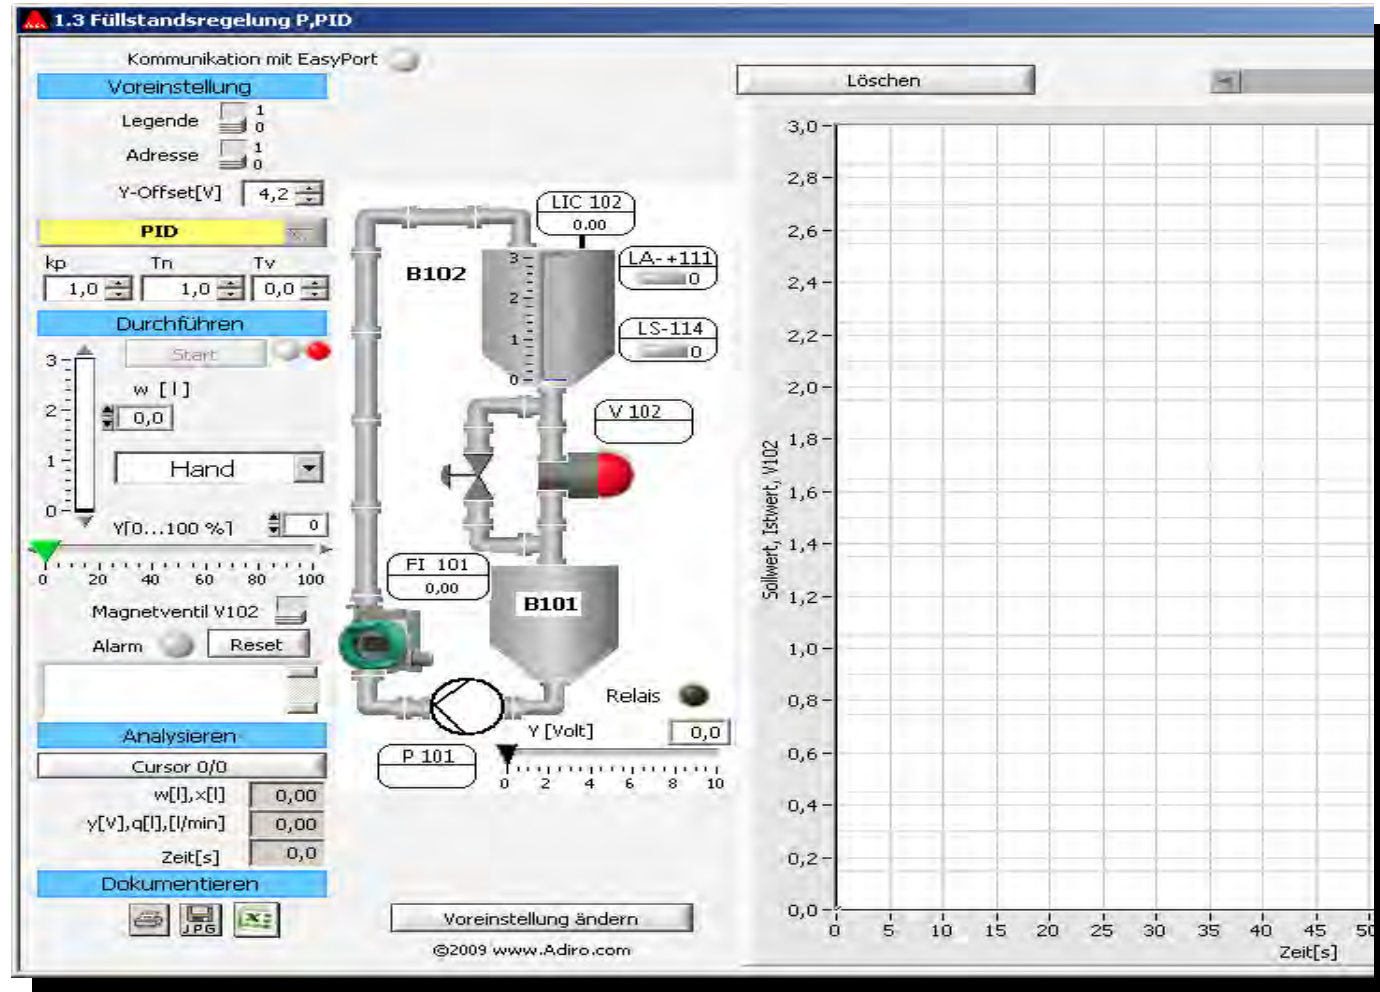 1.3 Füllstandsregelung P,PID
Kommunikation mit EasyPort
Voreinstellung
Legende 1
0
Adresse 1
0
Y-Offset[V] 4,2
PID
kp Tn Tv
1,0 1,0 0,0
Durchführen
Start
3
2
1
0
w [l]
0,0
Hand
Y[0...100 %] 0
0 20 40 60 80 100
Magnetventil V102
Alarm Reset
Analysieren
Cursor 0/0
w[l],x[l] 0,00
y[V],q[l],[l/min] 0,00
Zeit[s] 0,0
Dokumentieren
JPG
LIC 102
0.00
B102
3
2
1
0
LA-+111
0
LS-114
0
V 102
FI 101
0,00
B101
Relais
Y [Volt] 0,0
P 101
0 2 4 6 8 10
Voreinstellung ändern
©2009 www.Adiro.com
Löschen
Sollwert, Istwert, V102
3,0
2,8
2,6
2,4
2,2
2,0
1,8
1,6
1,4
1,2
1,0
0,8
0,6
0,4
0,2
0,0
0 5 10 15 20 25 30 35 40 45 50
Zeit[s]